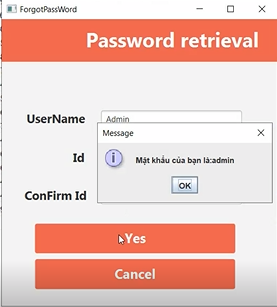 ForgotPassWord
Password retrieval
UserName
Admin
Message
Id
Mật khẩu của bạn là:admin
OK
ConFirm Id
Yes
Cancel